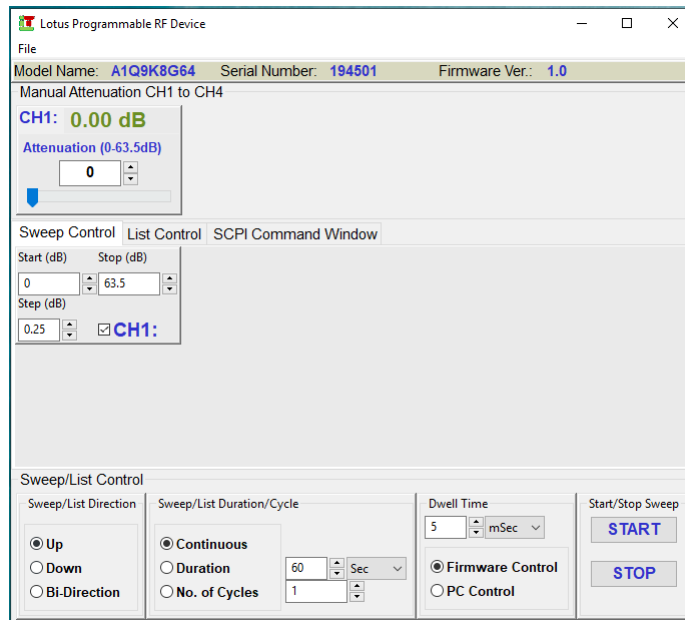 Lotus Programmable RF Device
File
Model Name: A1Q9K8G64 Serial Number: 194501 Firmware Ver.: 1.0
Manual Attenuation CH1 to CH4
CH1: 0.00 dB
Attenuation (0-63.5dB)
0
Sweep Control List Control SCPI Command Window
Start (dB) Stop (dB)
0 63.5
Step (dB)
0.25 CH1:
Sweep/List Control
Sweep/List Direction Sweep/List Duration/Cycle Dwell Time Start/Stop Sweep
5 mSec START
Up Continuous
Down Duration 60 Sec Firmware Control STOP
Bi-Direction No. of Cycles 1 PC Control